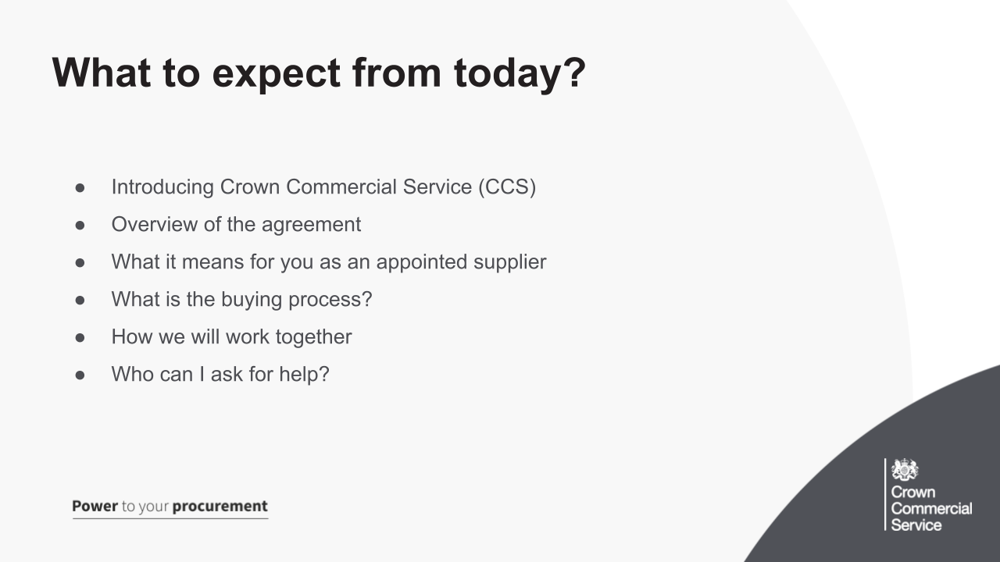 What to expect from today?
● Introducing Crown Commercial Service (CCS)
● Overview of the agreement
● What it means for you as an appointed supplier
● What is the buying process?
● How we will work together
● Who can I ask for help?
Power to your procurement
Crown
Commercial
Service